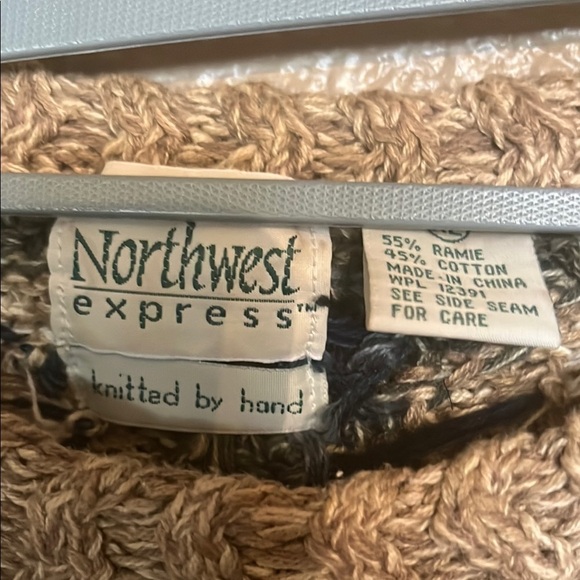 Northwest
express™
knitted by hand
55% RAMIE
45% COTTON
MADE IN CHINA
WPL 12391
SEE SIDE SEAM
FOR CARE